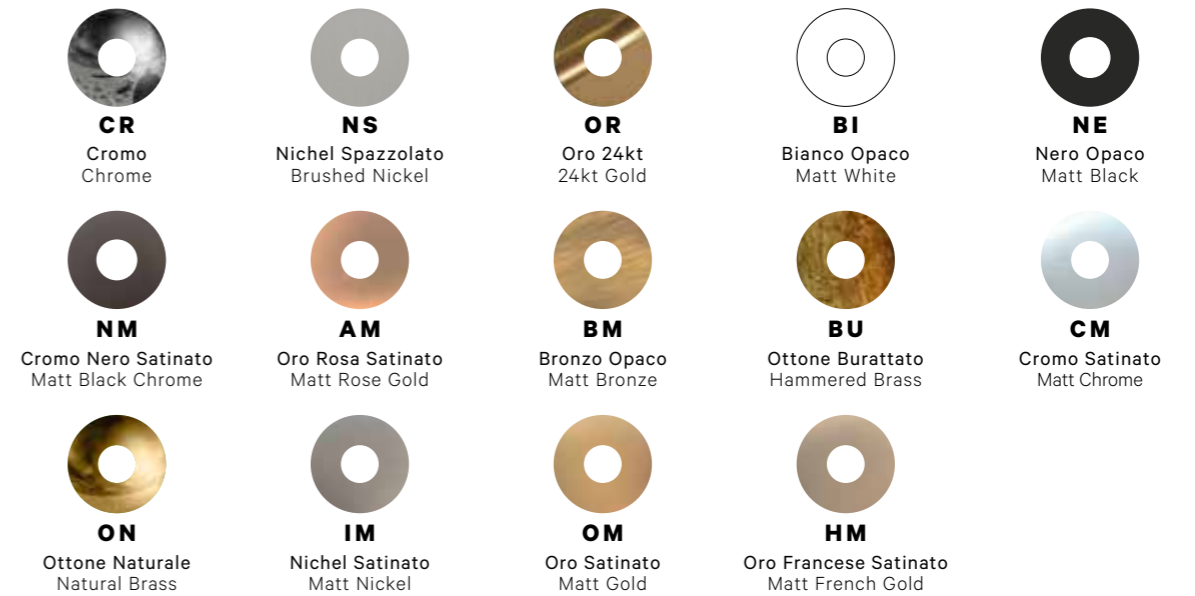 CR
Cromo
Chrome
NS
Nichel Spazzolato
Brushed Nickel
OR
Oro 24kt
24kt Gold
BI
Bianco Opaco
Matt White
NE
Nero Opaco
Matt Black
NM
Cromo Nero Satinato
Matt Black Chrome
AM
Oro Rosa Satinato
Matt Rose Gold
BM
Bronzo Opaco
Matt Bronze
BU
Ottone Burattato
Hammered Brass
CM
Cromo Satinato
Matt Chrome
ON
Ottone Naturale
Natural Brass
IM
Nichel Satinato
Matt Nickel
OM
Oro Satinato
Matt Gold
HM
Oro Francese Satinato
Matt French Gold